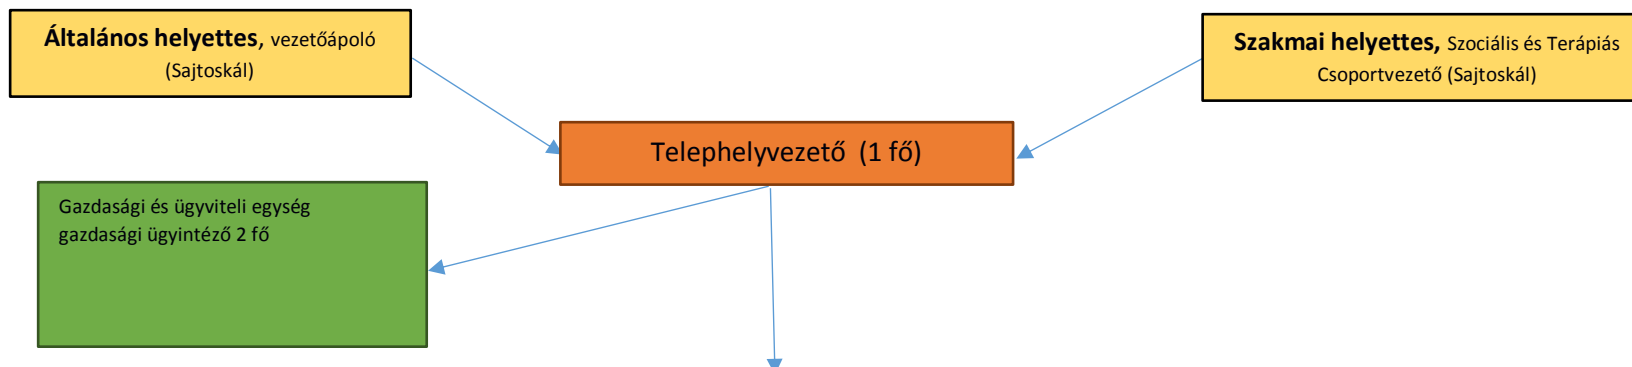 Általános helyettes, vezetőápoló
(Sajtoskál)
Szakmai helyettes, Szociális és Terápiás
Csoportvezető (Sajtoskál)
Telephelyvezető (1 fő)
Gazdasági és ügyviteli egység
gazdasági ügyintéző 2 fő